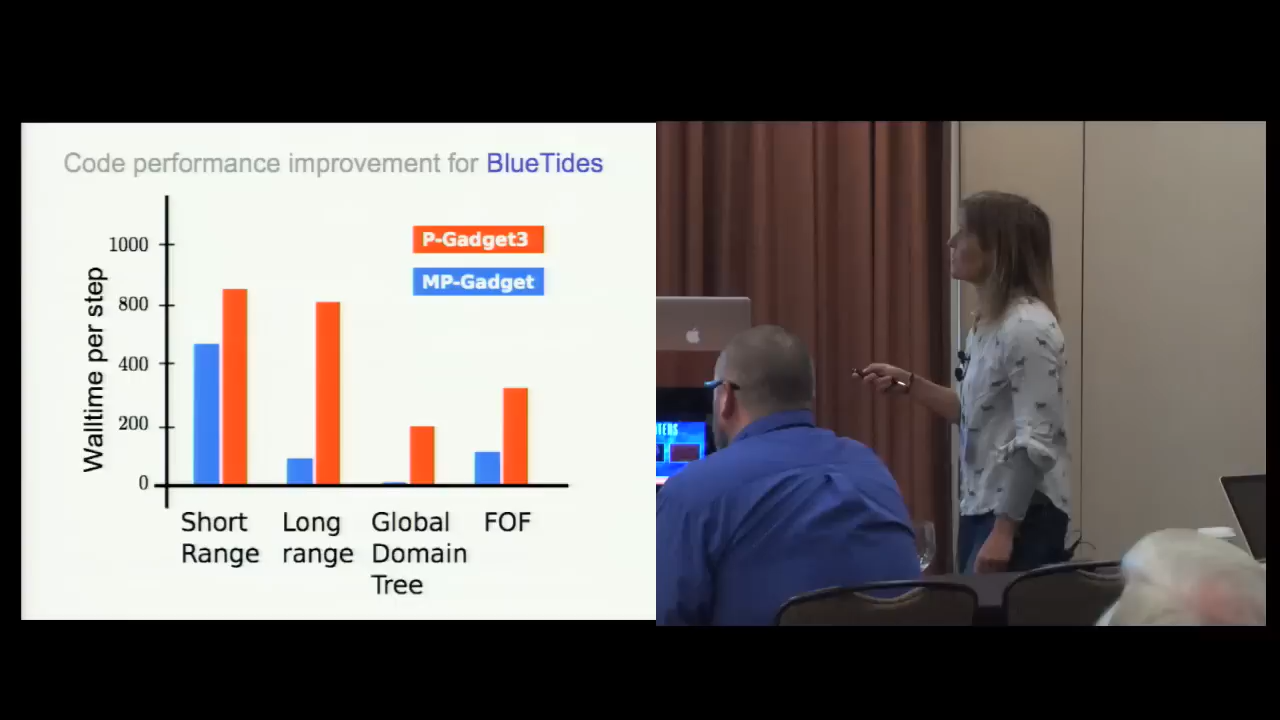 Code performance improvement for BlueTides
P-Gadget3
MP-Gadget
Walltime per step
1000
800
400
200
0
Short
Range
Long
range
Global
Domain
Tree
FOF